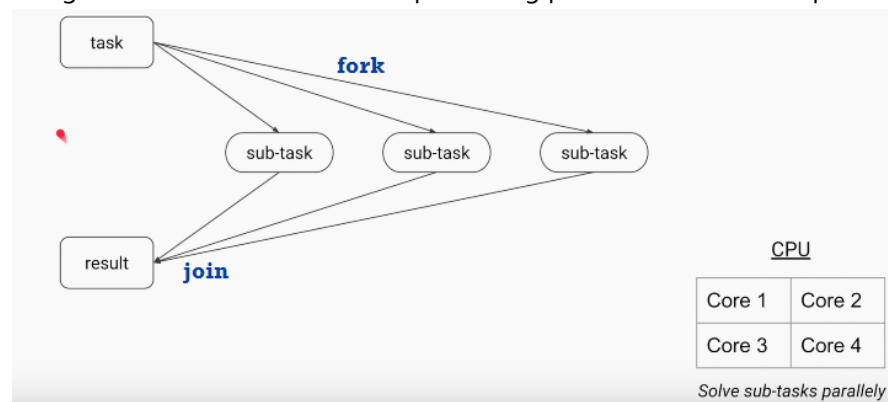 task
fork
sub-task
sub-task
sub-task
result
join
CPU
Core 1
Core 2
Core 3
Core 4
Solve sub-tasks parallely